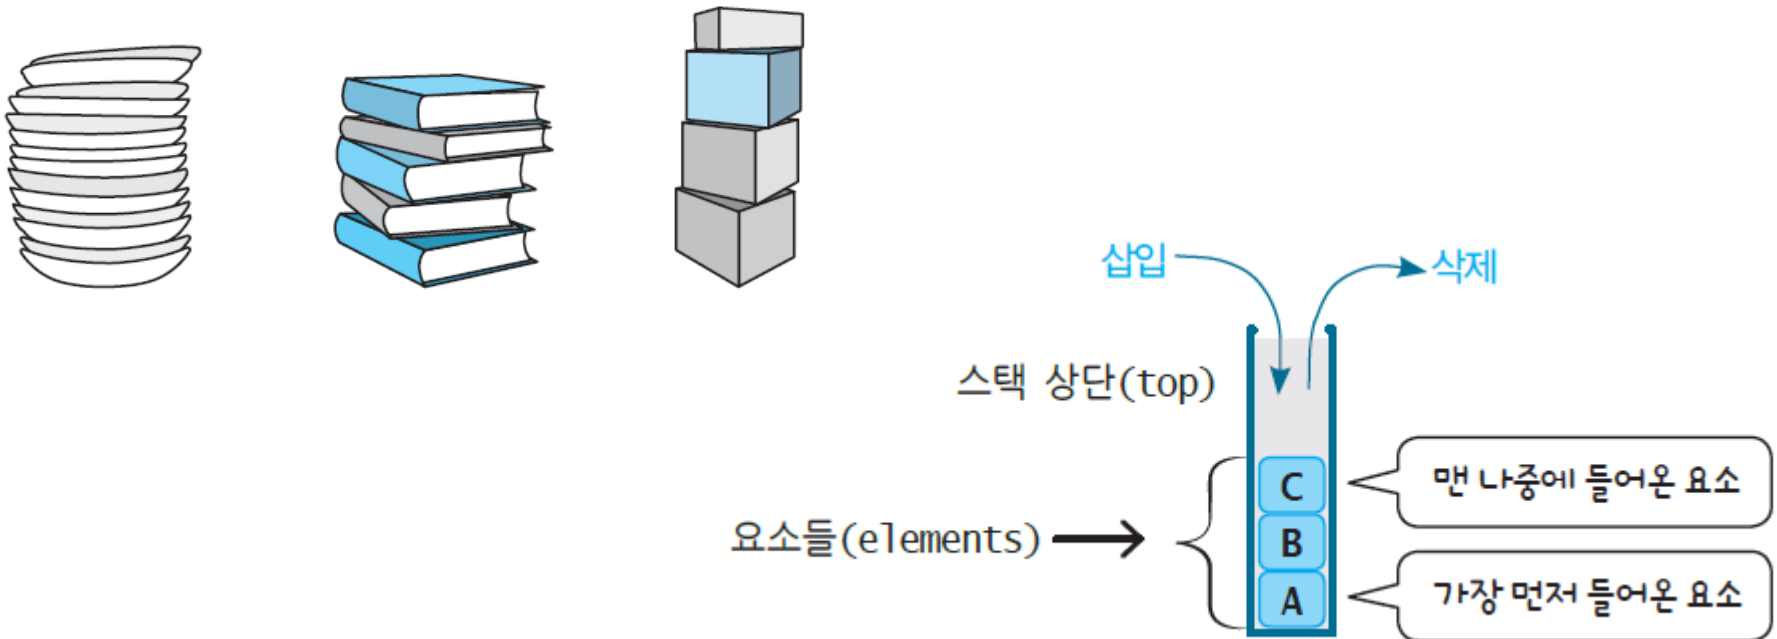 삽입
삭제
스택 상단(top)
C
맨 나중에 들어온 요소
요소들(elements)
B
A
가장 먼저 들어온 요소